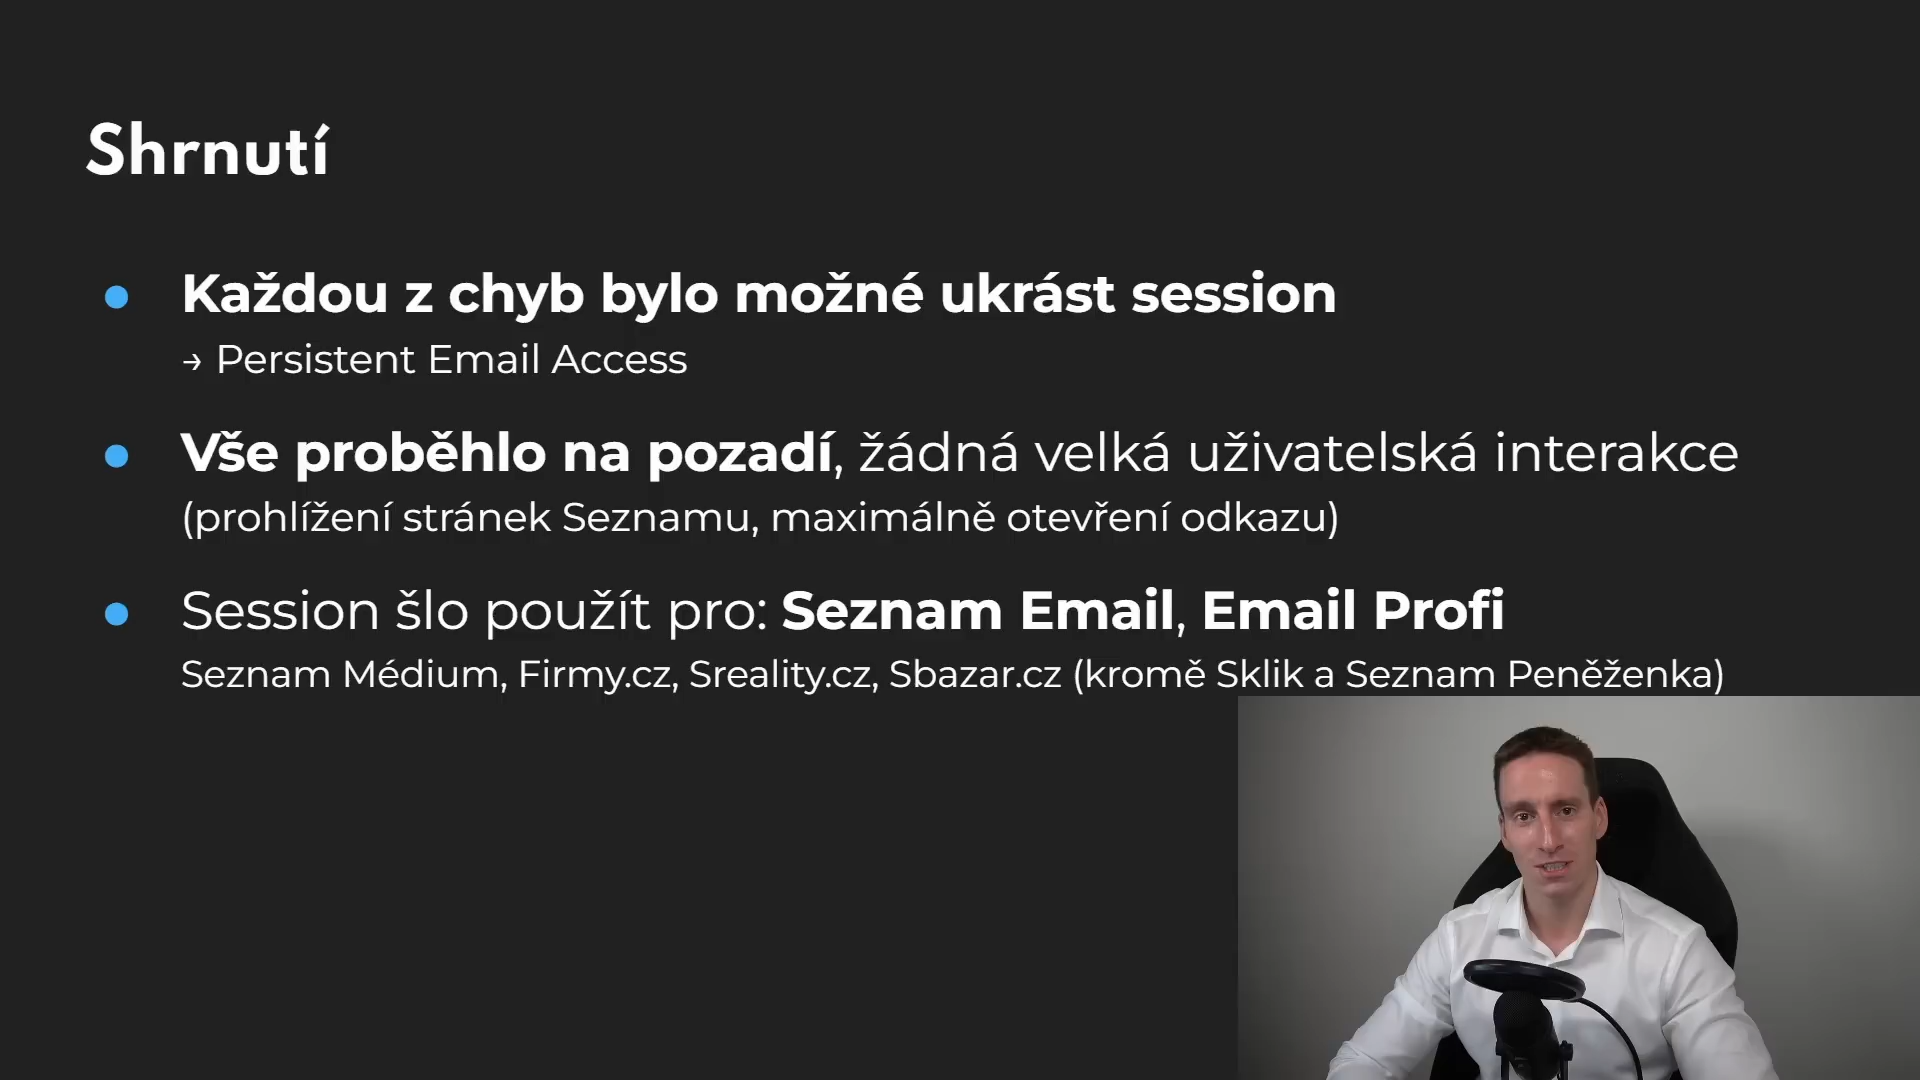 Shrnutí
● Každou z chyb bylo možné ukrást session
→ Persistent Email Access
● Vše proběhlo na pozadí, žádná velká uživatelská interakce
(prohlížení stránek Seznamu, maximálně otevření odkazu)
● Session šlo použít pro: Seznam Email, Email Profi
Seznam Médium, Firmy.cz, Sreality.cz, Sbazar.cz (kromě Sklik a Seznam Peněženka)